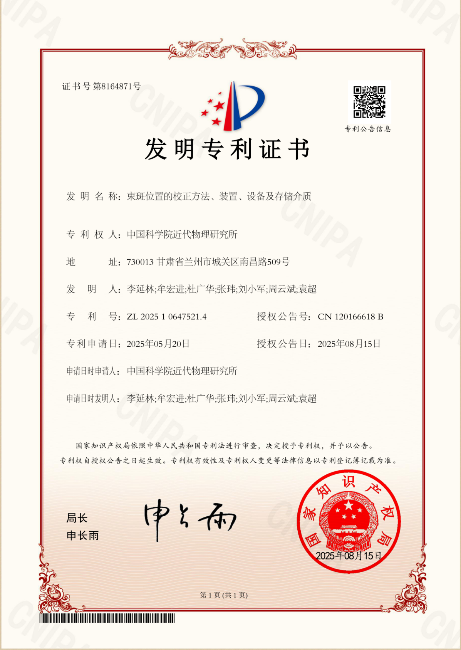 证书号第8164871号
专利公告信息
发明专利证书
发 明 名 称：束斑位置的校正方法、装置、设备及存储介质
专 利 权 人：中国科学院近代物理研究所
地 址：730013 甘肃省兰州市城关区南昌路509号
发 明 人：李延林;牟宏进;杜广华;张玮;刘小军;周云斌;袁超
专 利 号：ZL 2025 1 0647521.4 授权公告号：CN 120166618 B
专利申请日：2025年05月20日 授权公告日：2025年08月15日
申请日时申请人：中国科学院近代物理研究所
申请日时发明人：李延林;牟宏进;杜广华;张玮;刘小军;周云斌;袁超
国家知识产权局依照中华人民共和国专利法进行审查，决定授予专利权，并予以公告。
专利权自授权公告之日起生效。专利权有效性及专利权人变更等法律信息以专利登记簿记载为准。
局长
申长雨
申长雨
国家知识产权局
2025年08月15日
第 1 页 (共 1 页)
CNIPA